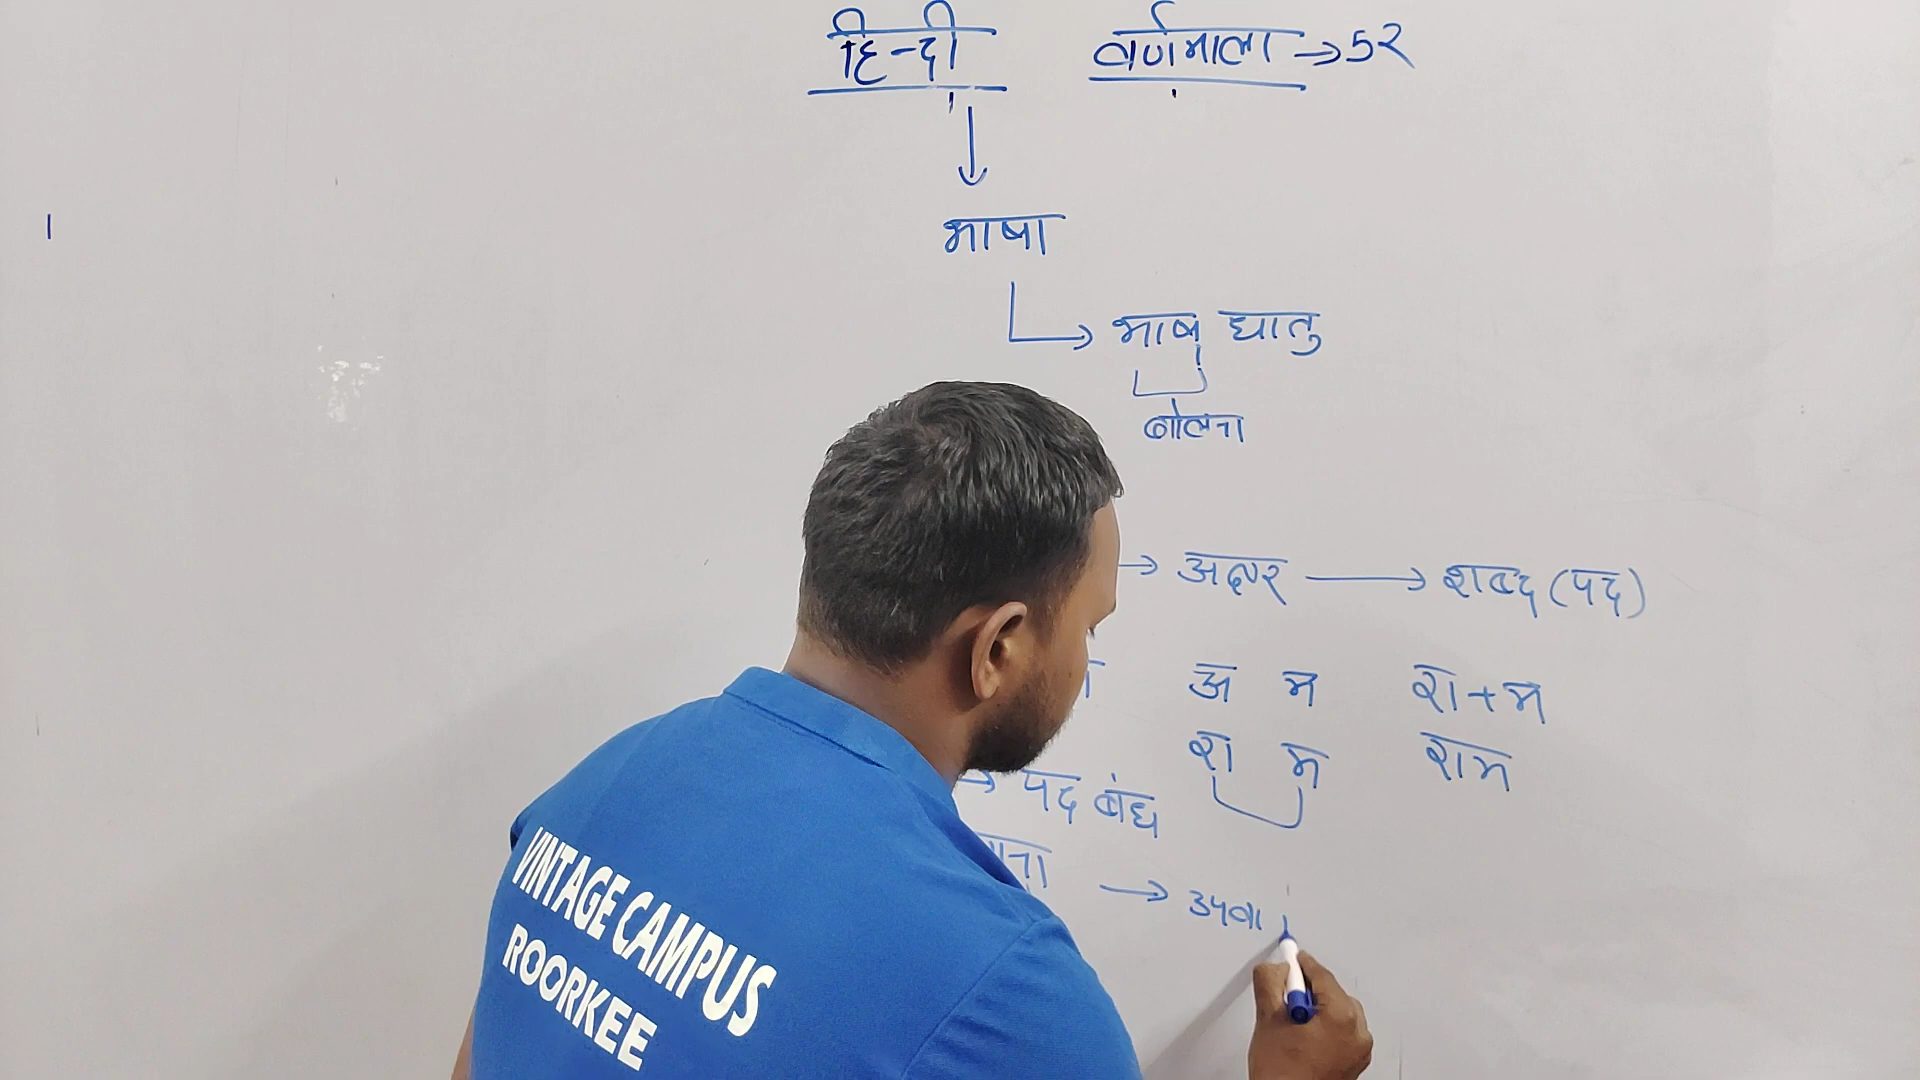 हिन्दी वर्णमाला → 52
भाषा
भाष् धातु
बोलना
→ अक्षर → शब्द (पद)
अ म रा + म
रा म राम
→ पद बंध
→ उपवा
VINTAGE CAMPUS
ROORKEE